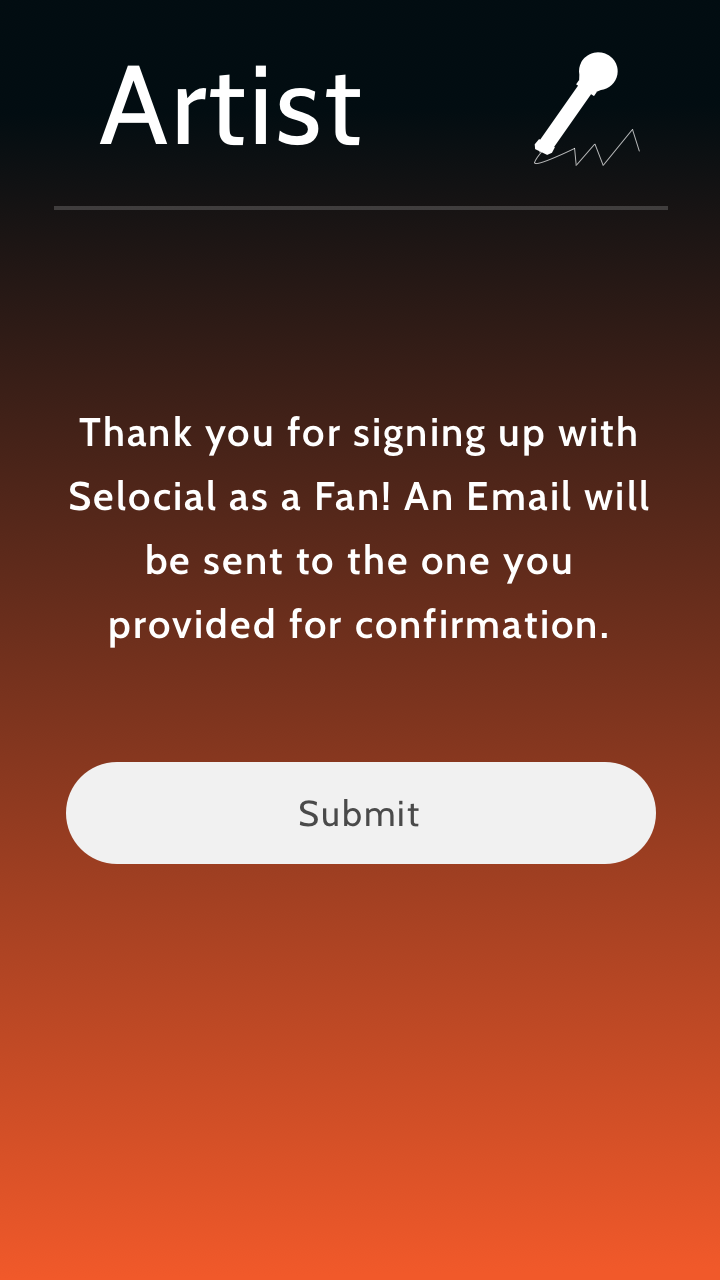 Artist
Thank you for signing up with
Selocial as a Fan! An Email will
be sent to the one you
provided for confirmation.
Submit